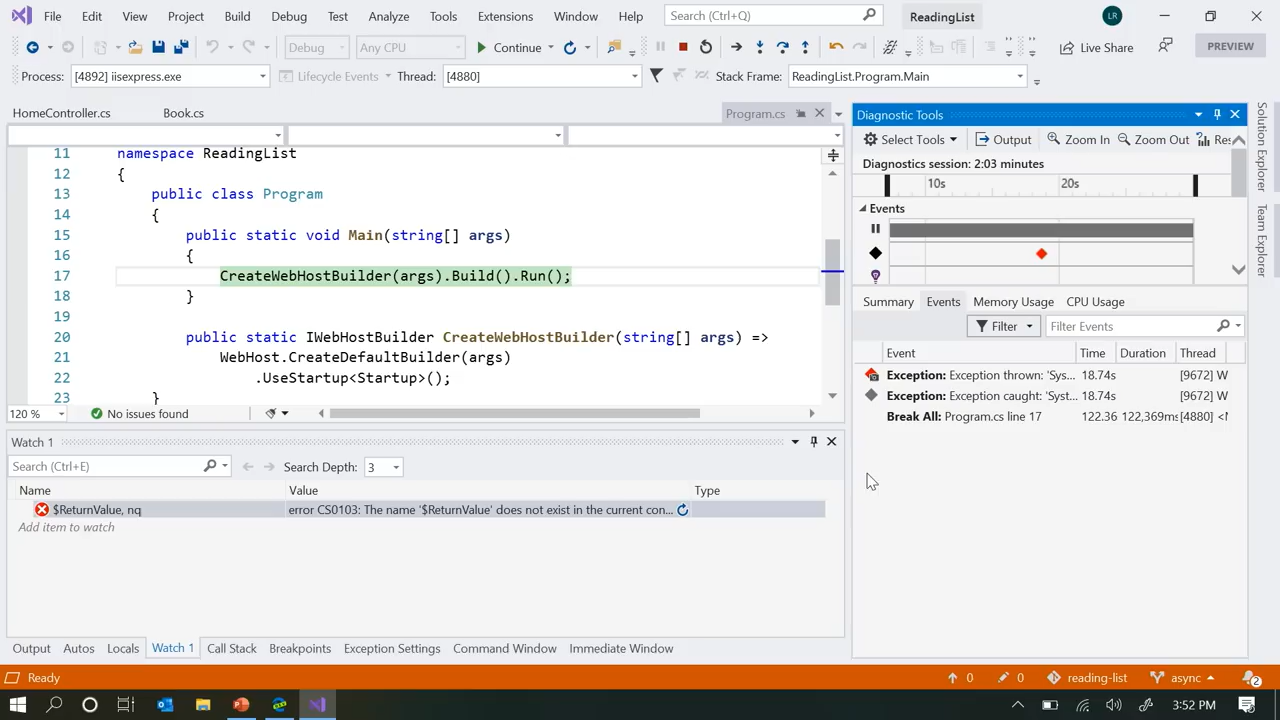 File Edit View Project Build Debug Test Analyze Tools Extensions Window Help Search (Ctrl+Q) ReadingList LR
Debug Any CPU Continue Live Share PREVIEW
Process: [4892] iisexpress.exe Lifecycle Events Thread: [4880] Stack Frame: ReadingList.Program.Main
HomeController.cs Book.cs Program.cs
11 namespace ReadingList
12 {
13 public class Program
14 {
15 public static void Main(string[] args)
16 {
17 CreateWebHostBuilder(args).Build().Run();
18 }
19
20 public static IWebHostBuilder CreateWebHostBuilder(string[] args) =>
21 WebHost.CreateDefaultBuilder(args)
22 .UseStartup<Startup>();
23 }
120 % No issues found
Diagnostic Tools
Select Tools Output Zoom In Zoom Out Res
Diagnostics session: 2:03 minutes
10s 20s
Events
Summary Events Memory Usage CPU Usage
Filter Filter Events
Event Time Duration Thread
Exception: Exception thrown: 'Sys... 18.74s [9672] W
Exception: Exception caught: 'Syst... 18.74s [9672] W
Break All: Program.cs line 17 122.36 122,369ms [4880] <N
Solution Explorer
Team Explorer
Watch 1
Search (Ctrl+E) Search Depth: 3
Name Value Type
$ReturnValue, nq error CS0103: The name '$ReturnValue' does not exist in the current con...
Add item to watch
Output Autos Locals Watch 1 Call Stack Breakpoints Exception Settings Command Window Immediate Window
Ready 0 0 reading-list async 2
3:52 PM